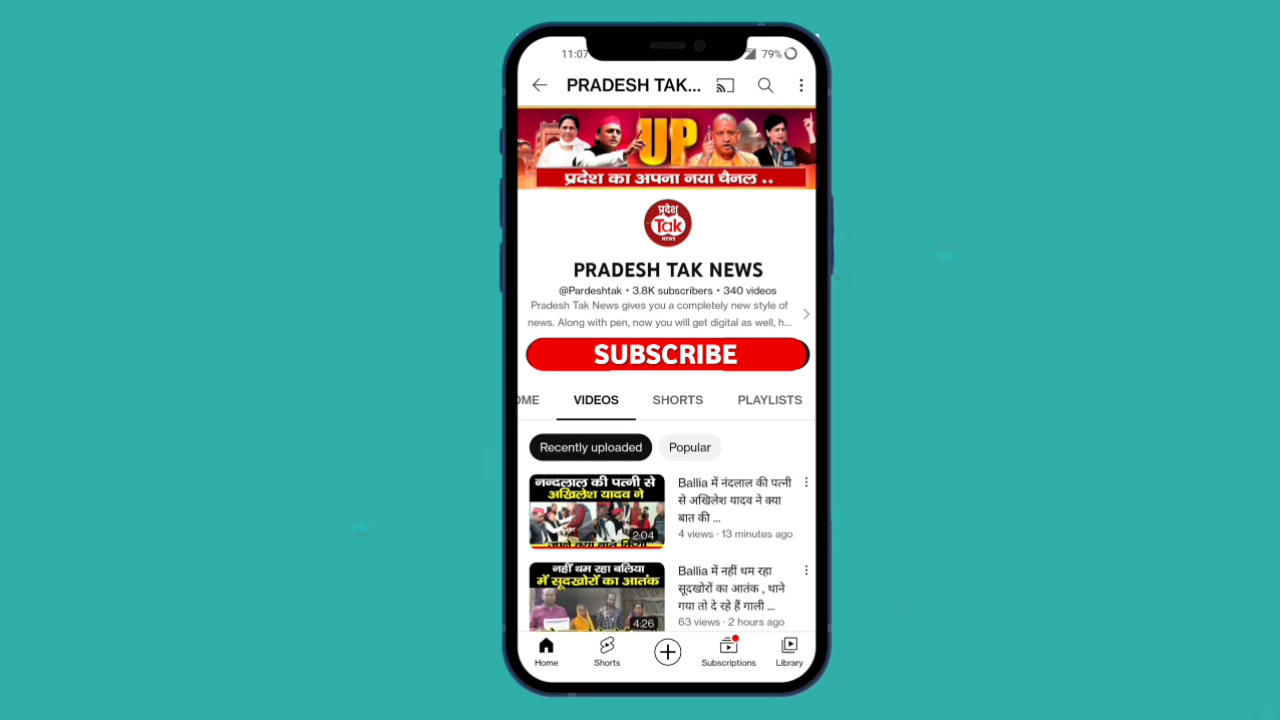 11:07
79%
PRADESH TAK...
UP
प्रदेश का अपना नया चैनल ..
प्रदेश
Tak
NEWS
PRADESH TAK NEWS
@Pardeshtak • 3.8K subscribers • 340 videos
Pradesh Tak News gives you a completely new style of
news. Along with pen, now you will get digital as well, h...
SUBSCRIBE
OME
VIDEOS
SHORTS
PLAYLISTS
Recently uploaded
Popular
नन्दलाल की पत्नी से
अखिलेश यादव ने
2:04
Ballia में नंदलाल की पत्नी
से अखिलेश यादव ने क्या
बात की ...
4 views · 13 minutes ago
नहीं थम रहा बलिया
में सूदखोरों का आतंक
4:26
Ballia में नहीं थम रहा
सूदखोरों का आतंक , थाने
गया तो दे रहे हैं गाली ...
63 views · 2 hours ago
Home
Shorts
Subscriptions
Library